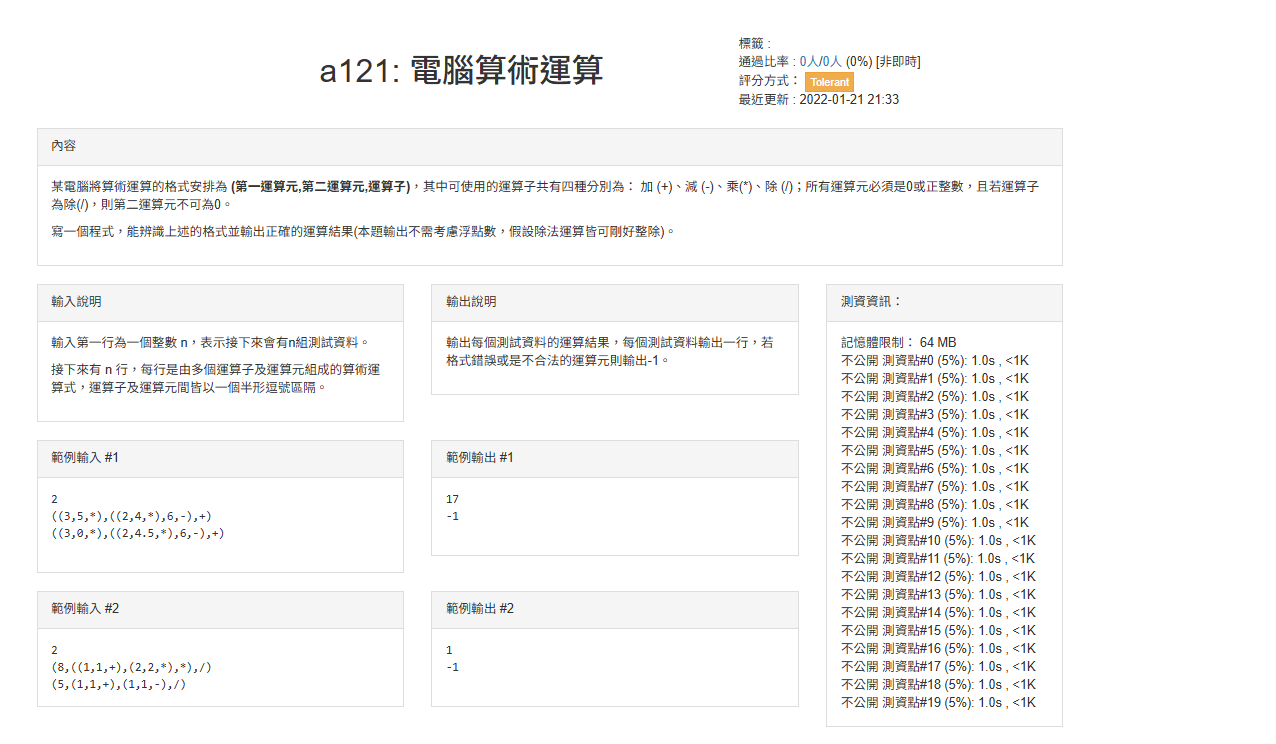 a121: 電腦算術運算
標籤 :
通過比率 : 0人/0人 (0%) [非即時]
評分方式： Tolerant
最近更新 : 2022-01-21 21:33
內容
某電腦將算術運算的格式安排為 (第一運算元,第二運算元,運算子)，其中可使用的運算子共有四種分別為： 加 (+)、減 (-)、乘(*)、除 (/)；所有運算元必須是0或正整數，且若運算子
為除(/)，則第二運算元不可為0。
寫一個程式，能辨識上述的格式並輸出正確的運算結果(本題輸出不需考慮浮點數，假設除法運算皆可剛好整除)。
輸入說明
輸入第一行為一個整數 n，表示接下來會有n組測試資料。
接下來有 n 行，每行是由多個運算子及運算元組成的算術運
算式，運算子及運算元間皆以一個半形逗號區隔。
輸出說明
輸出每個測試資料的運算結果，每個測試資料輸出一行，若
格式錯誤或是不合法的運算元則輸出-1。
範例輸入 #1
2
((3,5,*),((2,4,*),6,-),+)
((3,0,*),((2,4.5,*),6,-),+)
範例輸出 #1
17
-1
範例輸入 #2
2
(8,((1,1,+),(2,2,*),*),/)
(5,(1,1,+),(1,1,-),/)
範例輸出 #2
1
-1
測資資訊：
記憶體限制： 64 MB
不公開 測資點#0 (5%): 1.0s , <1K
不公開 測資點#1 (5%): 1.0s , <1K
不公開 測資點#2 (5%): 1.0s , <1K
不公開 測資點#3 (5%): 1.0s , <1K
不公開 測資點#4 (5%): 1.0s , <1K
不公開 測資點#5 (5%): 1.0s , <1K
不公開 測資點#6 (5%): 1.0s , <1K
不公開 測資點#7 (5%): 1.0s , <1K
不公開 測資點#8 (5%): 1.0s , <1K
不公開 測資點#9 (5%): 1.0s , <1K
不公開 測資點#10 (5%): 1.0s , <1K
不公開 測資點#11 (5%): 1.0s , <1K
不公開 測資點#12 (5%): 1.0s , <1K
不公開 測資點#13 (5%): 1.0s , <1K
不公開 測資點#14 (5%): 1.0s , <1K
不公開 測資點#15 (5%): 1.0s , <1K
不公開 測資點#16 (5%): 1.0s , <1K
不公開 測資點#17 (5%): 1.0s , <1K
不公開 測資點#18 (5%): 1.0s , <1K
不公開 測資點#19 (5%): 1.0s , <1K